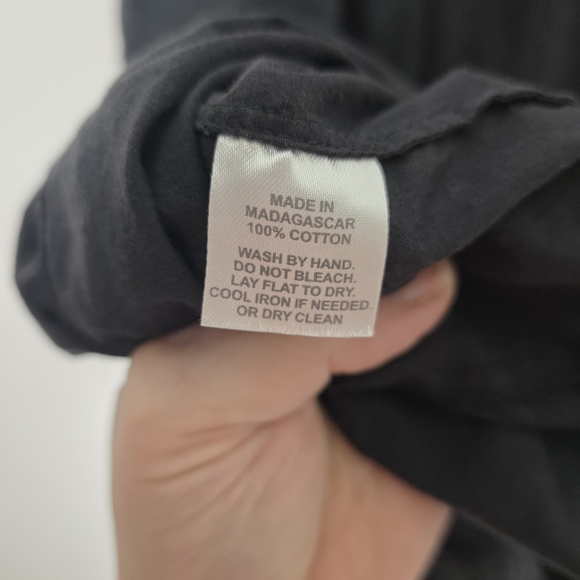 MADE IN
MADAGASCAR
100% COTTON
WASH BY HAND.
DO NOT BLEACH.
LAY FLAT TO DRY.
COOL IRON IF NEEDED.
OR DRY CLEAN